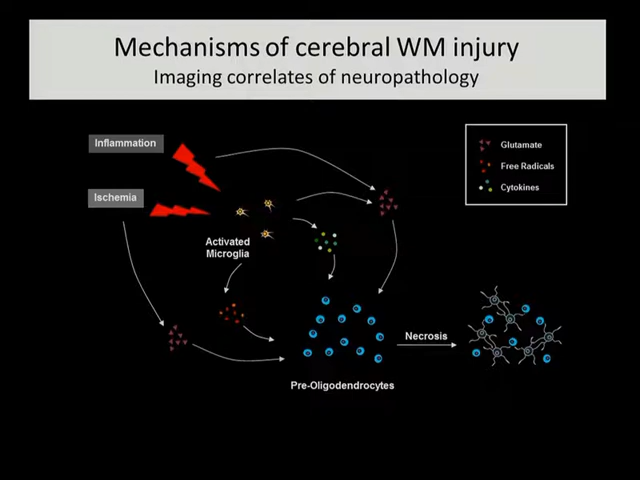 Mechanisms of cerebral WM injury
Imaging correlates of neuropathology
Inflammation
Ischemia
Glutamate
Free Radicals
Cytokines
Activated
Microglia
Necrosis
Pre-Oligodendrocytes